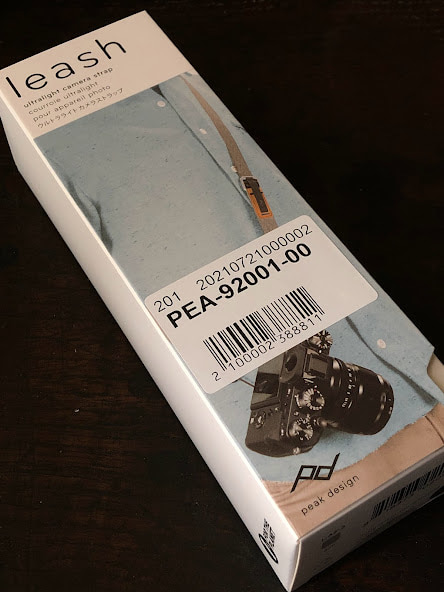 leash
ultralight camera strap
courroie ultralight
pour appareil photo
ウルトラライトカメラストラップ
201 20210721000002
PEA-92001-00
2 100002 388811
pd
peak design